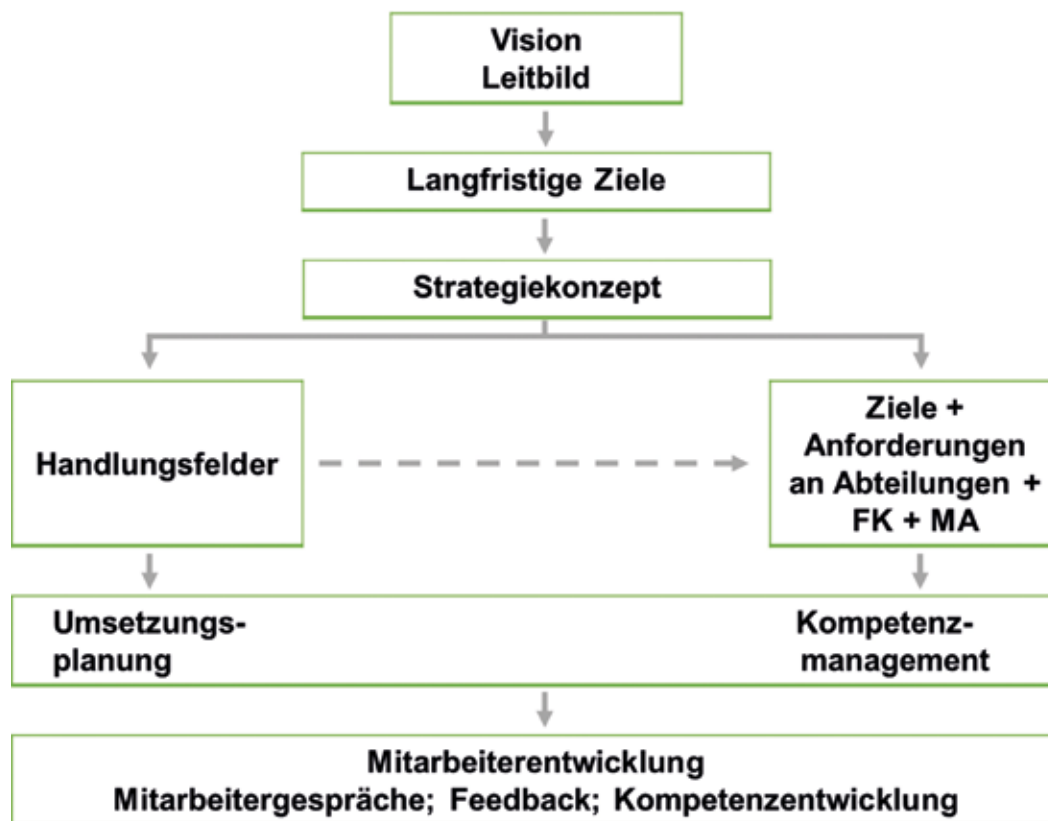 Vision
Leitbild
Langfristige Ziele
Strategiekonzept
Handlungsfelder
Ziele +
Anforderungen
an Abteilungen +
FK + MA
Umsetzungs-
planung
Kompetenz-
management
Mitarbeiterentwicklung
Mitarbeitergespräche; Feedback; Kompetenzentwicklung